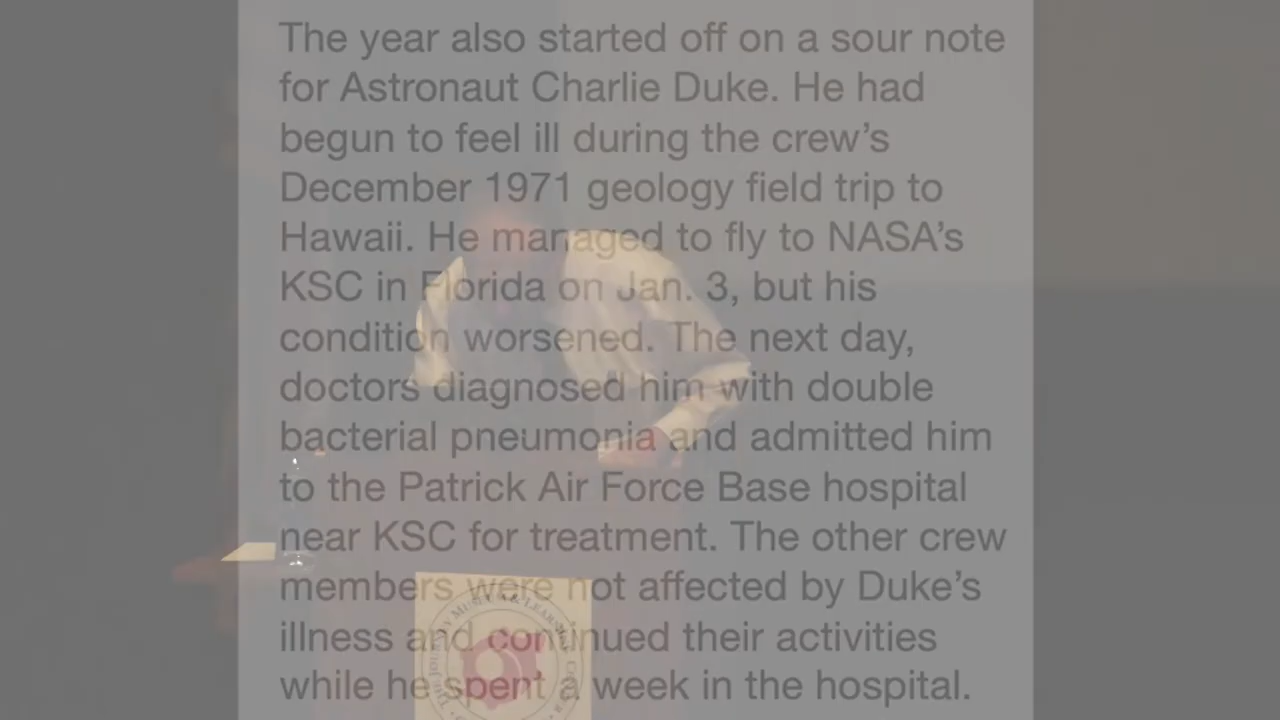 The year also started off on a sour note
for Astronaut Charlie Duke. He had
begun to feel ill during the crew’s
December 1971 geology field trip to
Hawaii. He managed to fly to NASA’s
KSC in Florida on Jan. 3, but his
condition worsened. The next day,
doctors diagnosed him with double
bacterial pneumonia and admitted him
to the Patrick Air Force Base hospital
near KSC for treatment. The other crew
members were not affected by Duke’s
illness and continued their activities
while he spent a week in the hospital.
Museum & Learning